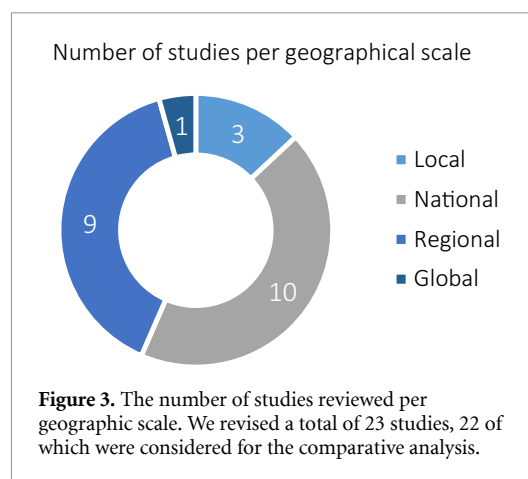 Number of studies per geographical scale
1
3
9
10
Local
National
Regional
Global
Figure 3. The number of studies reviewed per
geographic scale. We revised a total of 23 studies, 22 of
which were considered for the comparative analysis.